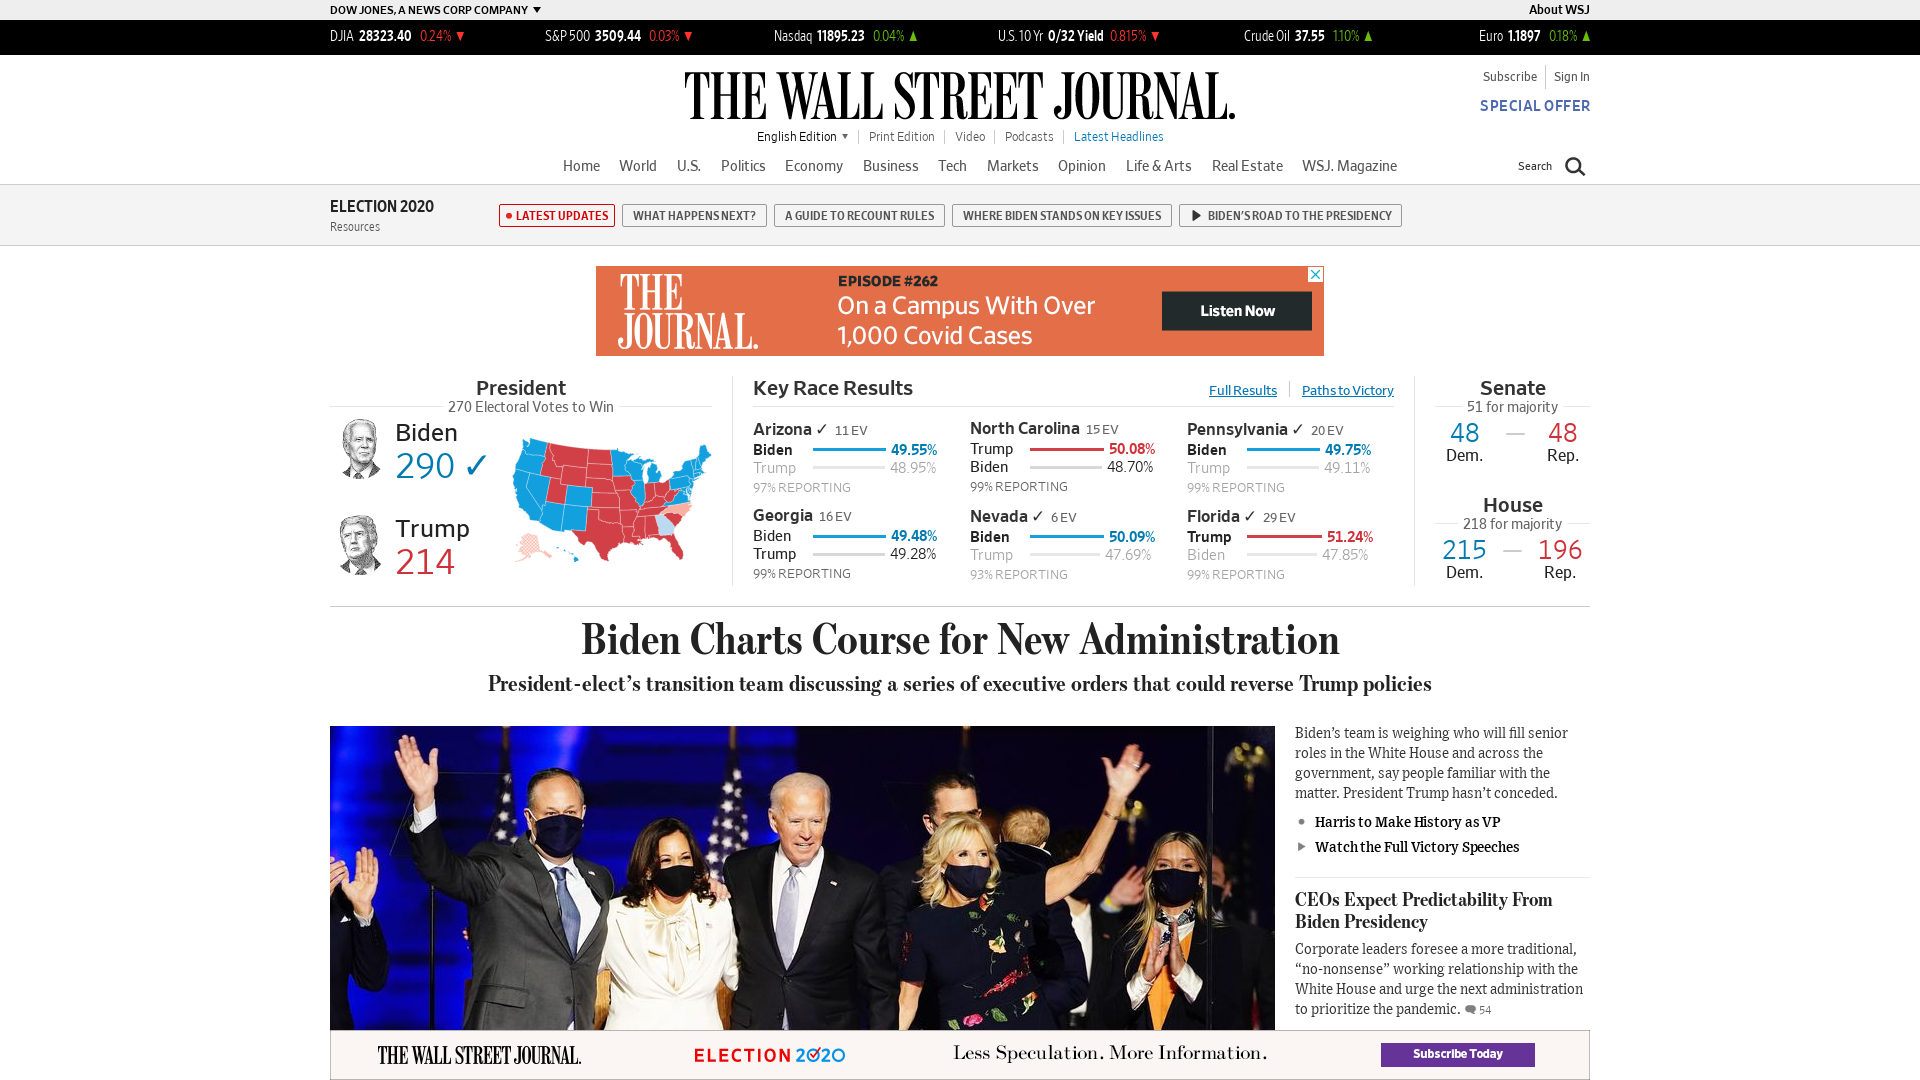 DOW JONES, A NEWS CORP COMPANY
About WSJ
DJIA 28323.40 0.24% ▼
S&P 500 3509.44 0.03% ▼
Nasdaq 11895.23 0.04% ▲
U.S. 10 Yr 0/32 Yield 0.815% ▼
Crude Oil 37.55 1.10% ▲
Euro 1.1897 0.18% ▲
THE WALL STREET JOURNAL.
Subscribe
Sign In
SPECIAL OFFER
English Edition
Print Edition
Video
Podcasts
Latest Headlines
Home World U.S. Politics Economy Business Tech Markets Opinion Life & Arts Real Estate WSJ. Magazine
Search
ELECTION 2020
Resources
LATEST UPDATES
WHAT HAPPENS NEXT?
A GUIDE TO RECOUNT RULES
WHERE BIDEN STANDS ON KEY ISSUES
BIDEN'S ROAD TO THE PRESIDENCY
THE
JOURNAL.
EPISODE #262
On a Campus With Over
1,000 Covid Cases
Listen Now
President
270 Electoral Votes to Win
Biden
290 ✓
Trump
214
Key Race Results
Full Results
Paths to Victory
Arizona ✓ 11 EV
Biden 49.55%
Trump 48.95%
97% REPORTING
North Carolina 15 EV
Trump 50.08%
Biden 48.70%
99% REPORTING
Pennsylvania ✓ 20 EV
Biden 49.75%
Trump 49.11%
99% REPORTING
Georgia 16 EV
Biden 49.48%
Trump 49.28%
99% REPORTING
Nevada ✓ 6 EV
Biden 50.09%
Trump 47.69%
93% REPORTING
Florida ✓ 29 EV
Trump 51.24%
Biden 47.85%
99% REPORTING
Senate
51 for majority
48 — 48
Dem. Rep.
House
218 for majority
215 — 196
Dem. Rep.
Biden Charts Course for New Administration
President-elect’s transition team discussing a series of executive orders that could reverse Trump policies
Biden’s team is weighing who will fill senior
roles in the White House and across the
government, say people familiar with the
matter. President Trump hasn’t conceded.
Harris to Make History as VP
Watch the Full Victory Speeches
CEOs Expect Predictability From
Biden Presidency
Corporate leaders foresee a more traditional,
“no-nonsense” working relationship with the
White House and urge the next administration
to prioritize the pandemic. 54
THE WALL STREET JOURNAL.
ELECTION 2020
Less Speculation. More Information.
Subscribe Today